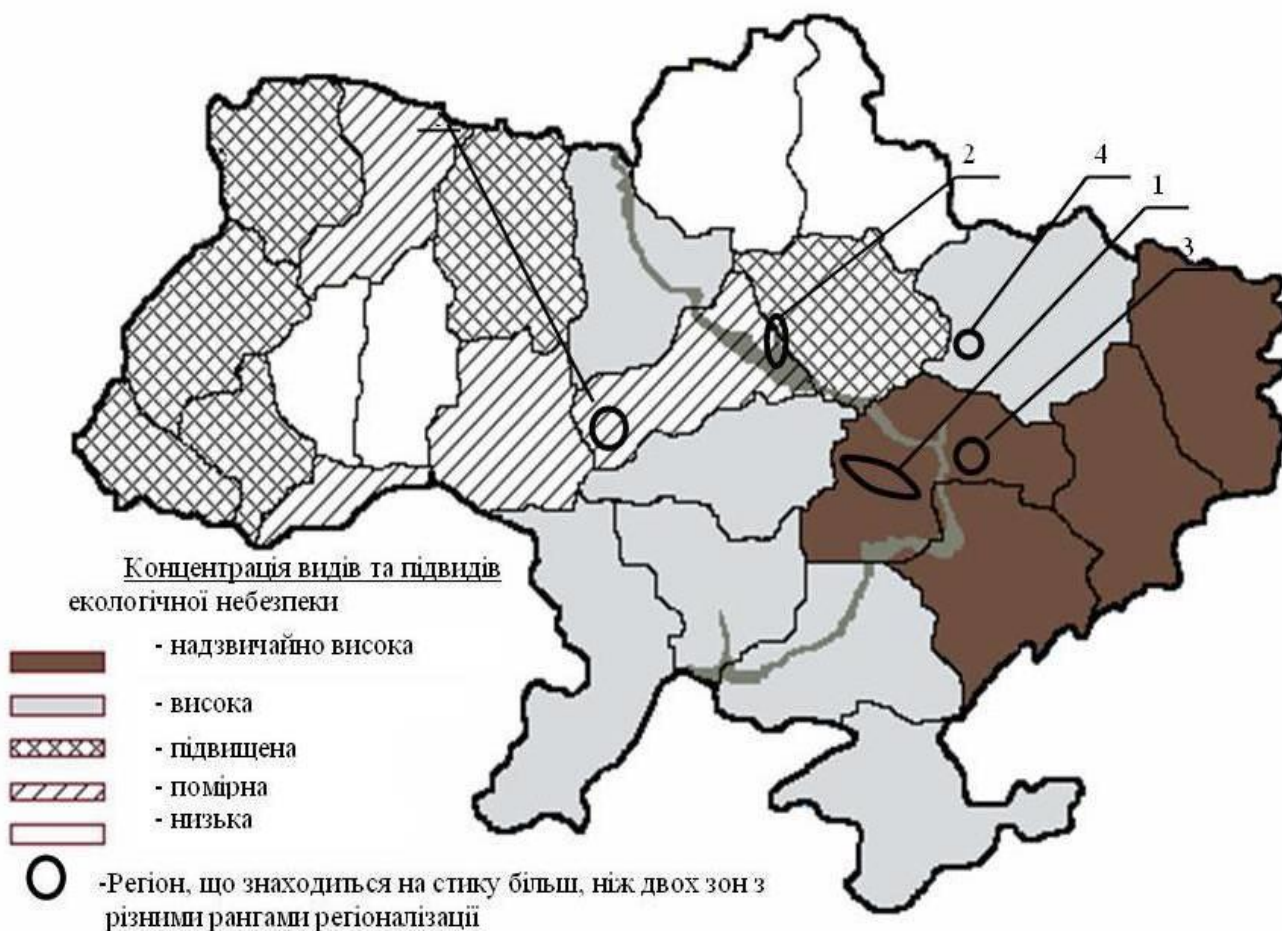 2
4
1
3
Концентрація видів та підвидів
екологічної небезпеки
- надзвичайно висока
- висока
- підвищена
- помірна
- низька
-Регіон, що знаходиться на стику більш, ніж двох зон з
різними рангами регіоналізації